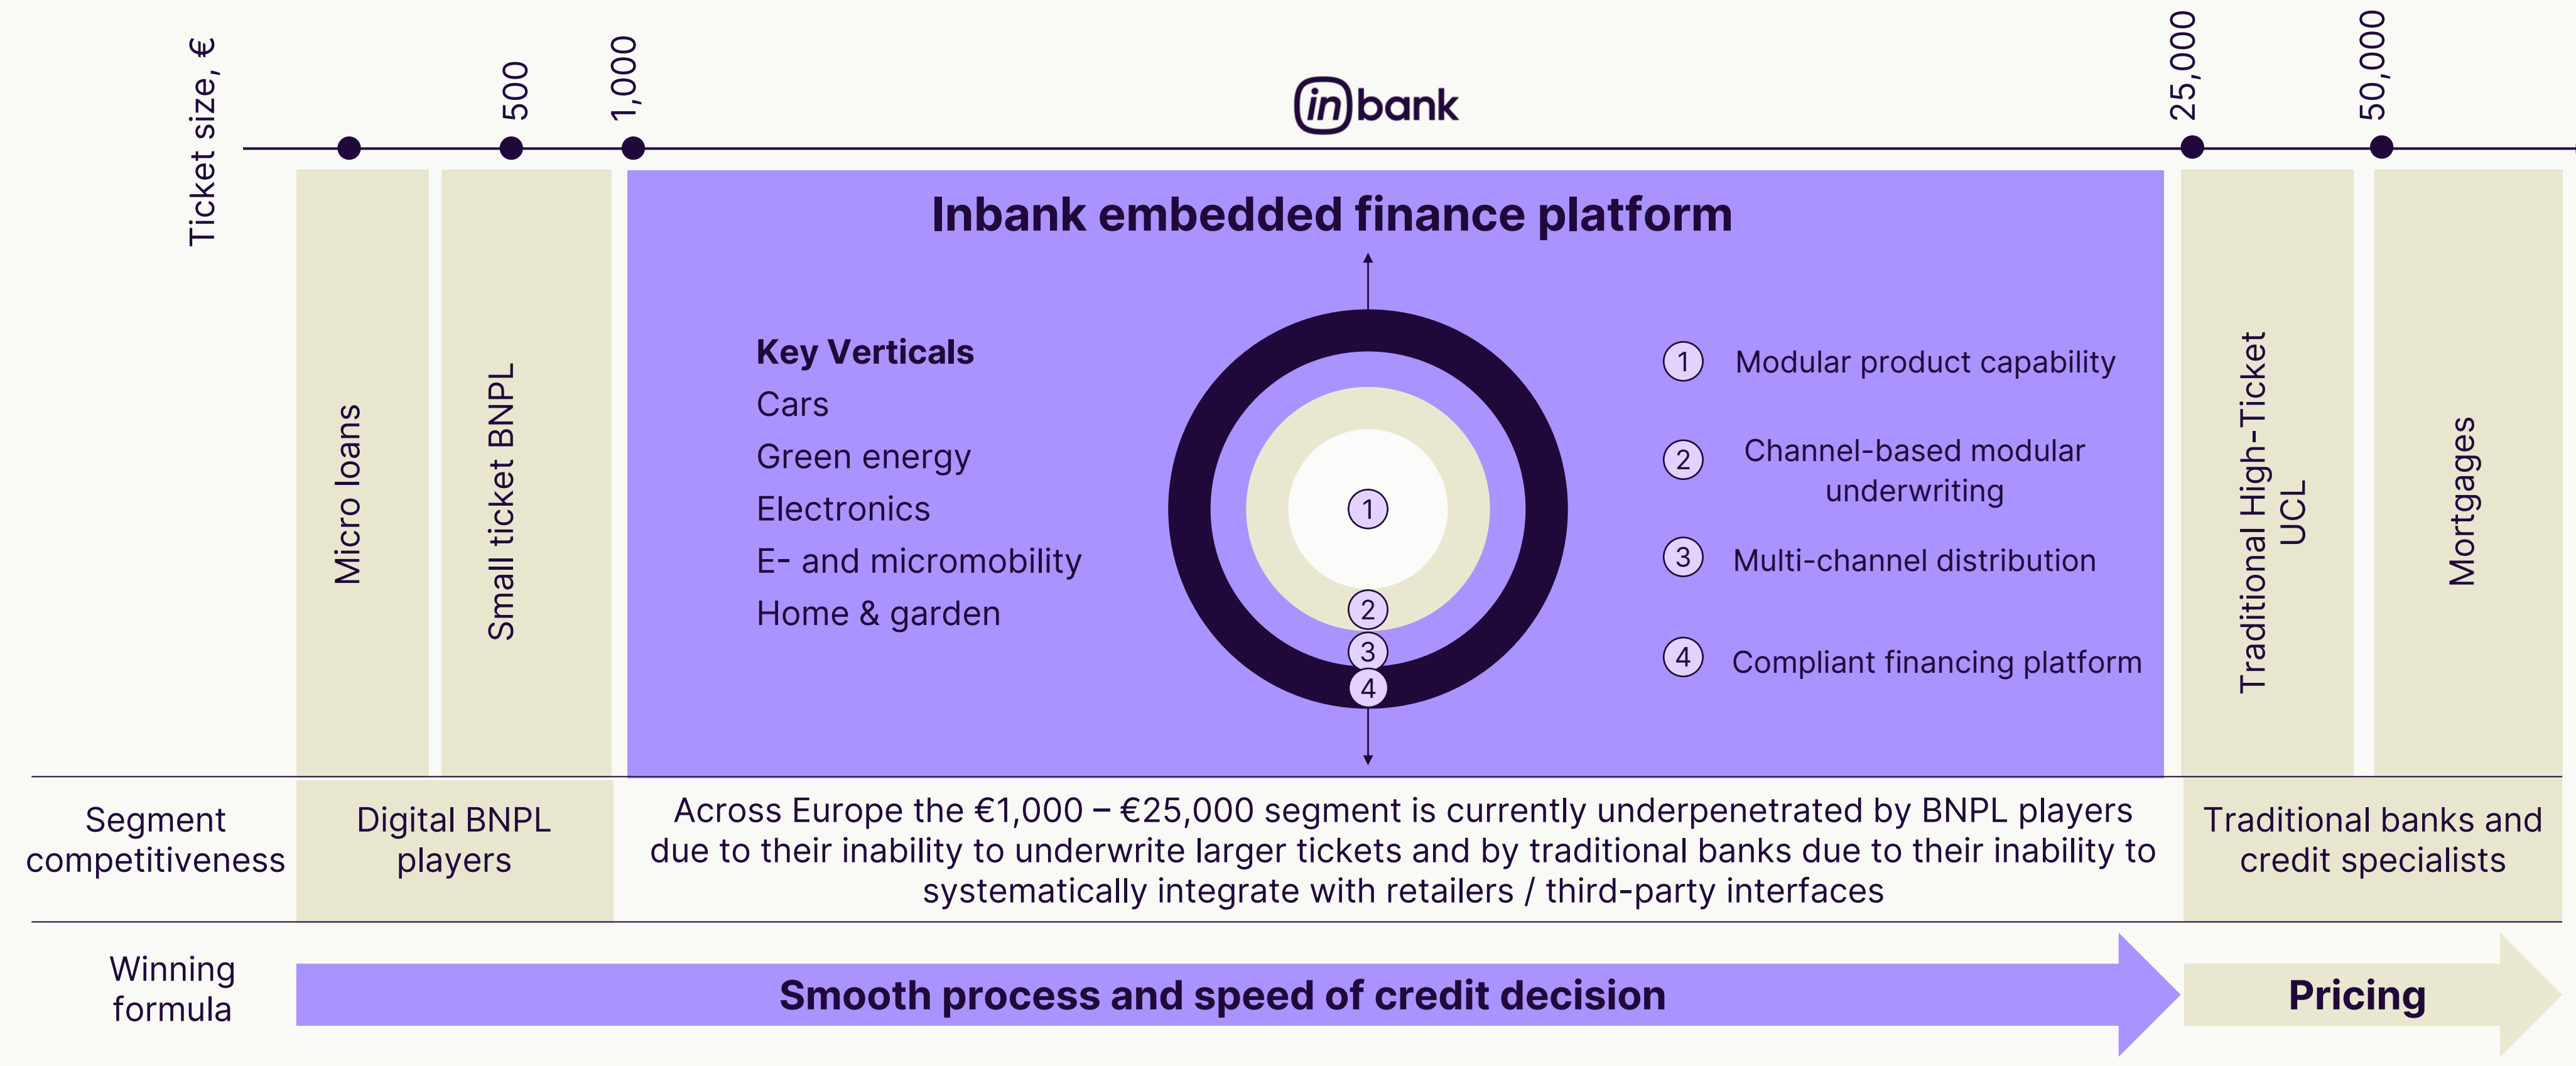 Ticket size, €
500
1,000
25,000
50,000
inbank
Micro loans
Small ticket BNPL
Inbank embedded finance platform
Key Verticals
Cars
Green energy
Electronics
E- and micromobility
Home & garden
1
2
3
4
1 Modular product capability
2 Channel-based modular
underwriting
3 Multi-channel distribution
4 Compliant financing platform
Traditional High-Ticket
UCL
Mortgages
Segment
competitiveness
Digital BNPL
players
Across Europe the €1,000 – €25,000 segment is currently underpenetrated by BNPL players
due to their inability to underwrite larger tickets and by traditional banks due to their inability to
systematically integrate with retailers / third-party interfaces
Traditional banks and
credit specialists
Winning
formula
Smooth process and speed of credit decision
Pricing